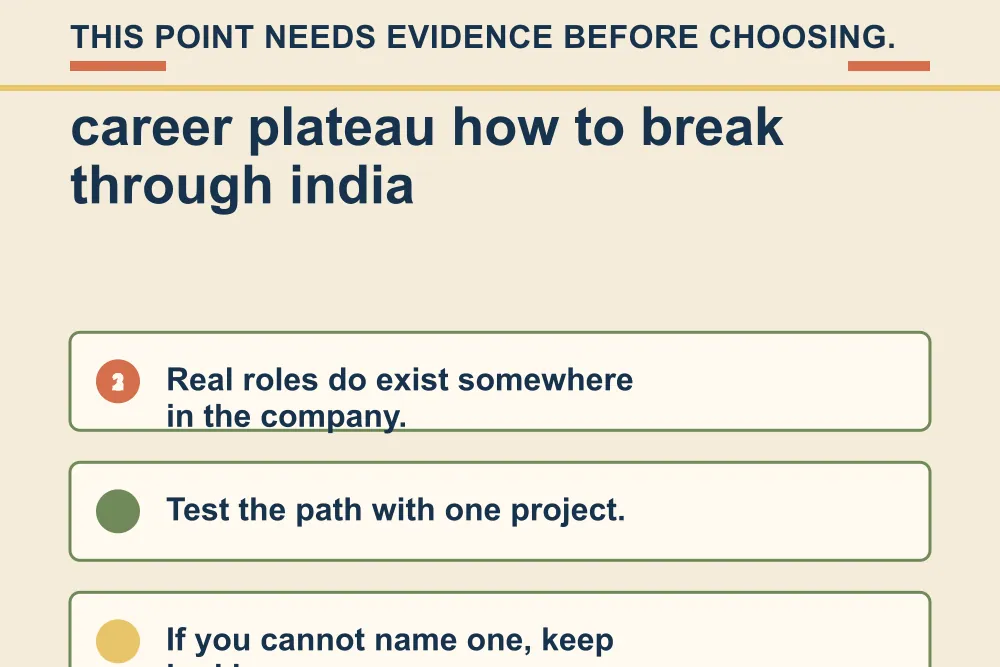 THIS POINT NEEDS EVIDENCE BEFORE CHOOSING.
career plateau how to break
through india
Real roles do exist somewhere
in the company.
Test the path with one project.
If you cannot name one, keep